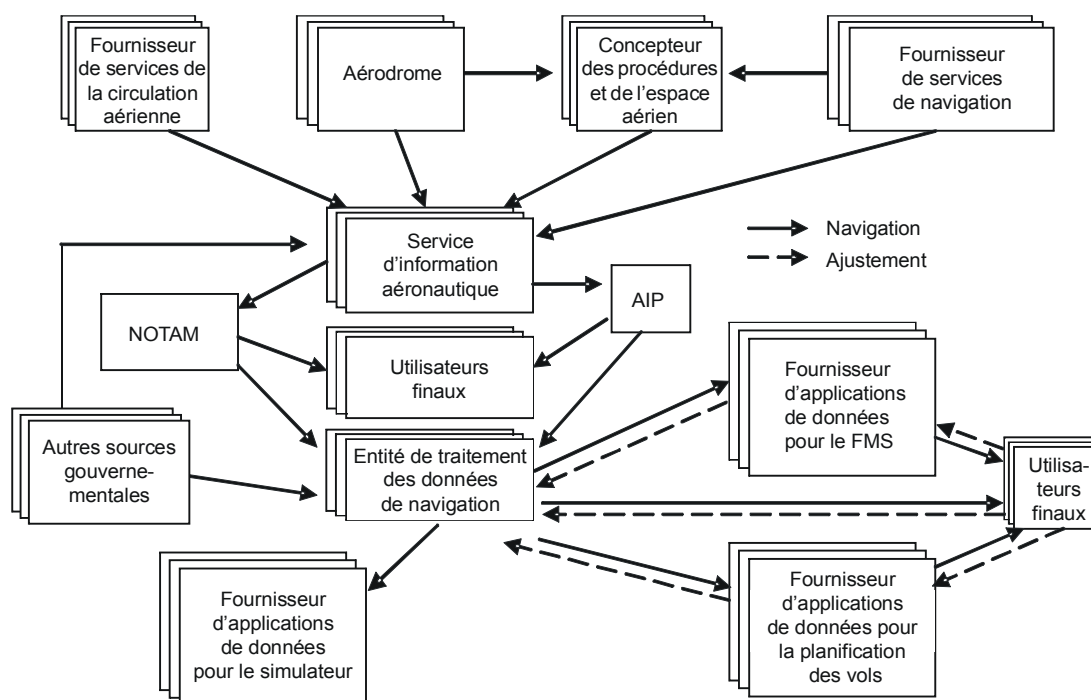 Fournisseur
de services de
la circulation
aérienne
Aérodrome
Concepteur
des procédures
et de l'espace
aérien
Fournisseur
de services
de navigation
Service
d'information
aéronautique
Navigation
Ajustement
NOTAM
AIP
Utilisateurs
finaux
Fournisseur
d'applications
de données
pour le FMS
Autres sources
gouverne-
mentales
Entité de traitement
des données
de navigation
Utilisa-
teurs
finaux
Fournisseur
d'applications
de données
pour le simulateur
Fournisseur
d'applications
de données pour
la planification
des vols